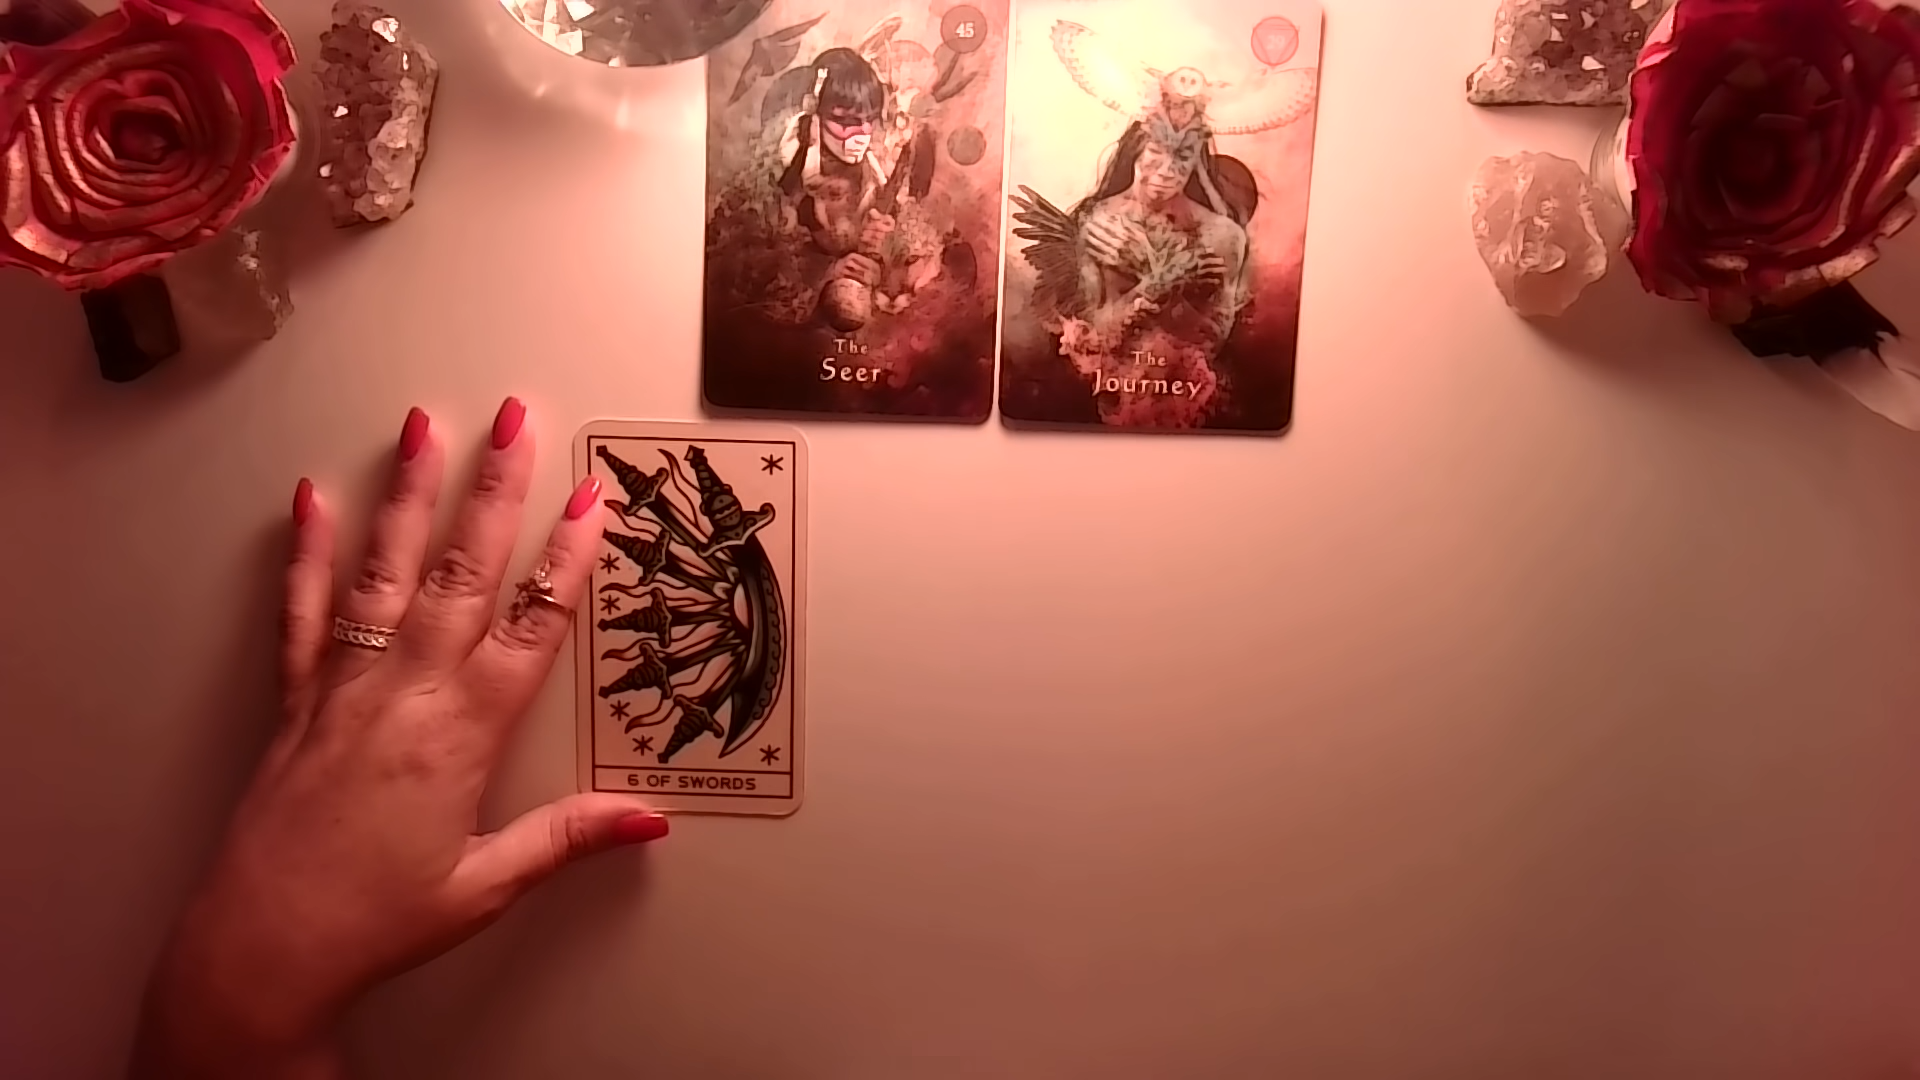 45
The
Seer
The
Journey
6 OF SWORDS